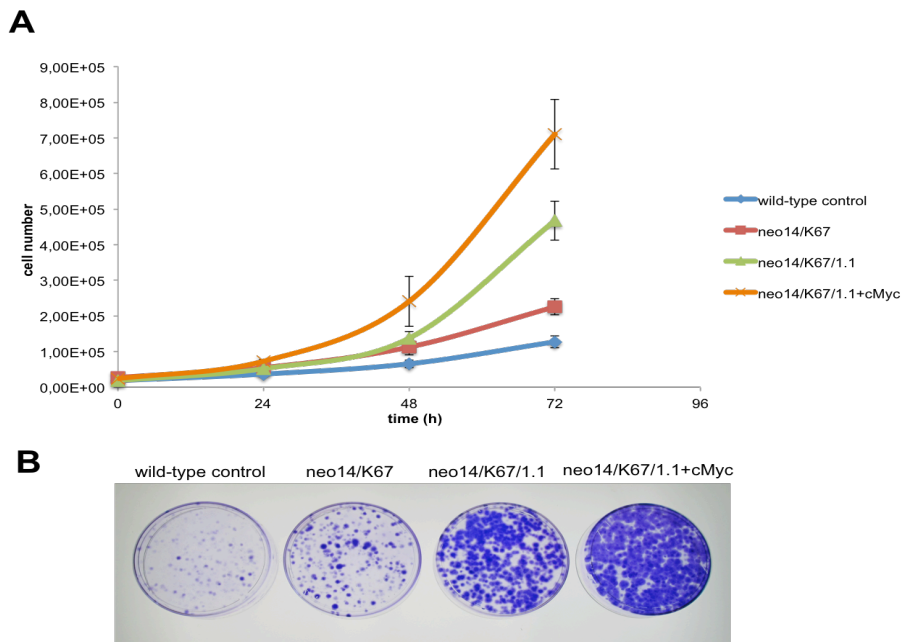 A
9,00E+05
8,00E+05
7,00E+05
6,00E+05
5,00E+05
4,00E+05
3,00E+05
2,00E+05
1,00E+05
0,00E+00
cell number
0 24 48 72 96
time (h)
wild-type control
neo14/K67
neo14/K67/1.1
neo14/K67/1.1+cMyc
B
wild-type control neo14/K67 neo14/K67/1.1 neo14/K67/1.1+cMyc